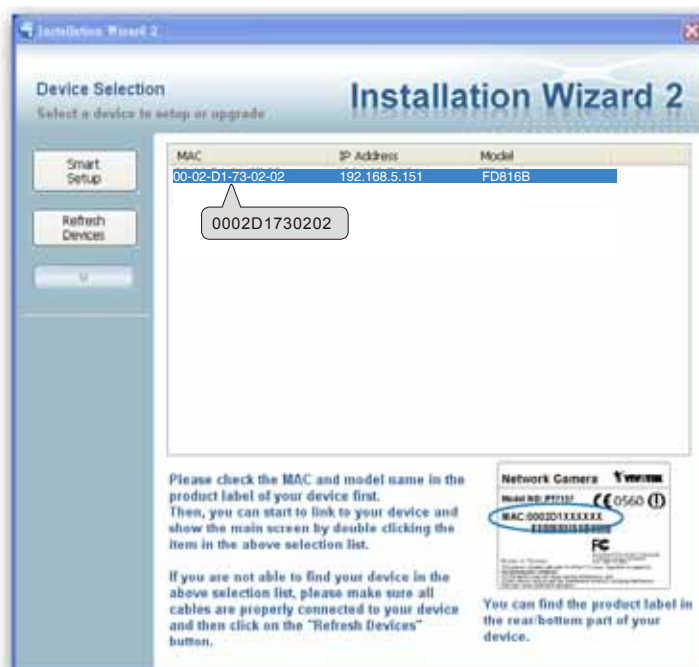 Installation Wizard 2
Device Selection
Select a device to setup or upgrade
Installation Wizard 2
Smart
Setup
Refresh
Devices
MAC IP Address Model
00-02-D1-73-02-02 192.168.5.151 FD816B
0002D1730202
Please check the MAC and model name in the
product label of your device first.
Then, you can start to link to your device and
show the main screen by double clicking the
item in the above selection list.
If you are not able to find your device in the
above selection list, please make sure all
cables are properly connected to your device
and then click on the "Refresh Devices"
button.
Network Camera VIVOTEK
Model NO: PT7137
CE 0560
MAC:0002D1XXXXXX
FC
You can find the product label in
the rear/bottom part of your
device.